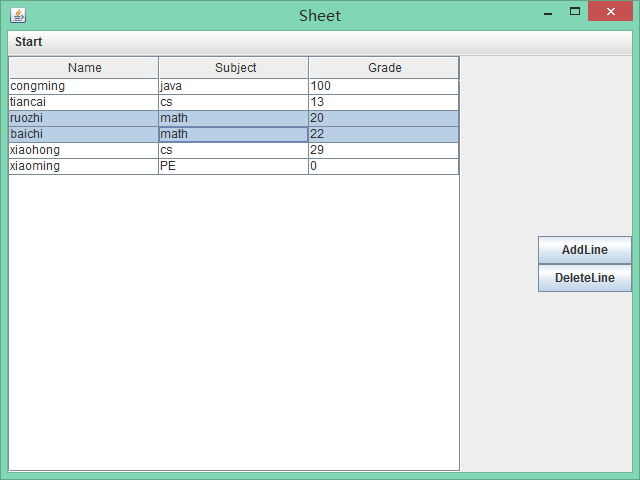 Sheet
Start
Name Subject Grade
congming java 100
tiancai cs 13
ruozhi math 20
baichi math 22
xiaohong cs 29
xiaoming PE 0
AddLine
DeleteLine